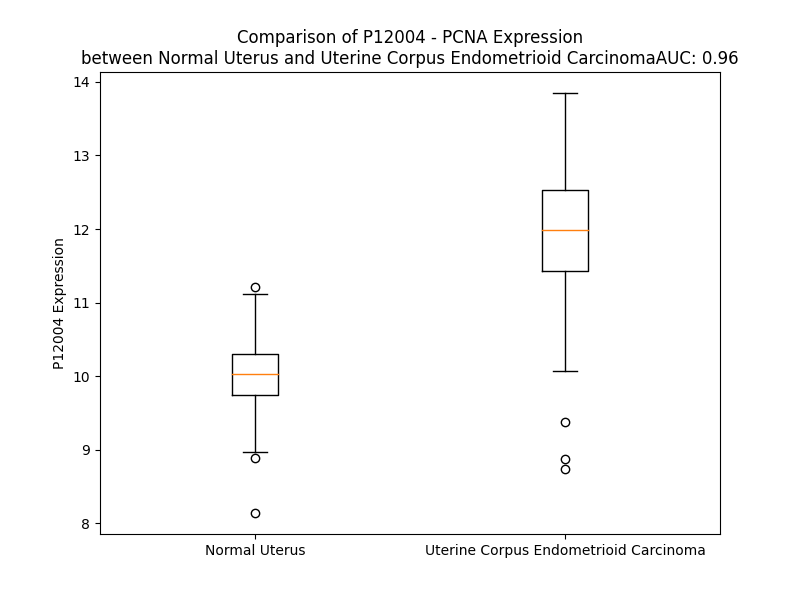 Comparison of P12004 - PCNA Expression
between Normal Uterus and Uterine Corpus Endometrioid CarcinomaAUC: 0.96
14
13
12
11
10
9
8
P12004 Expression
Normal Uterus
Uterine Corpus Endometrioid Carcinoma